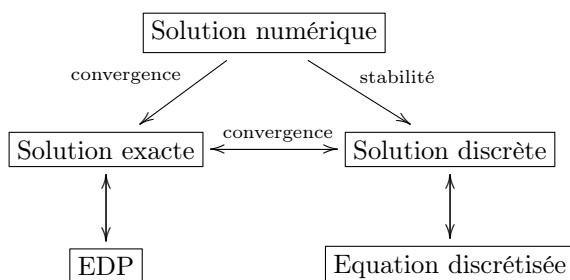 Solution numérique
convergence
stabilité
convergence
Solution exacte
Solution discrète
EDP
Equation discrétisée